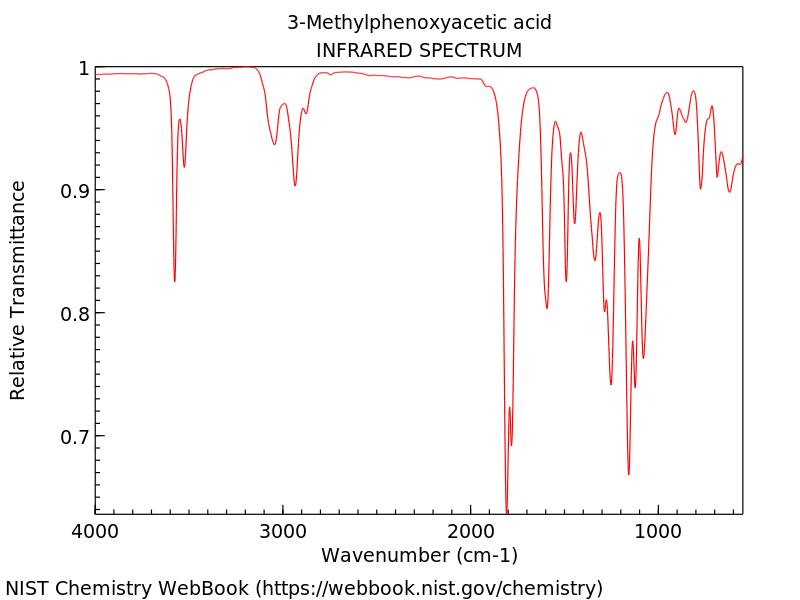 3-Methylphenoxyacetic acid
INFRARED SPECTRUM
1
0.9
0.8
0.7
Relative Transmittance
4000 3000 2000 1000
Wavenumber (cm-1)
NIST Chemistry WebBook (https://webbook.nist.gov/chemistry)